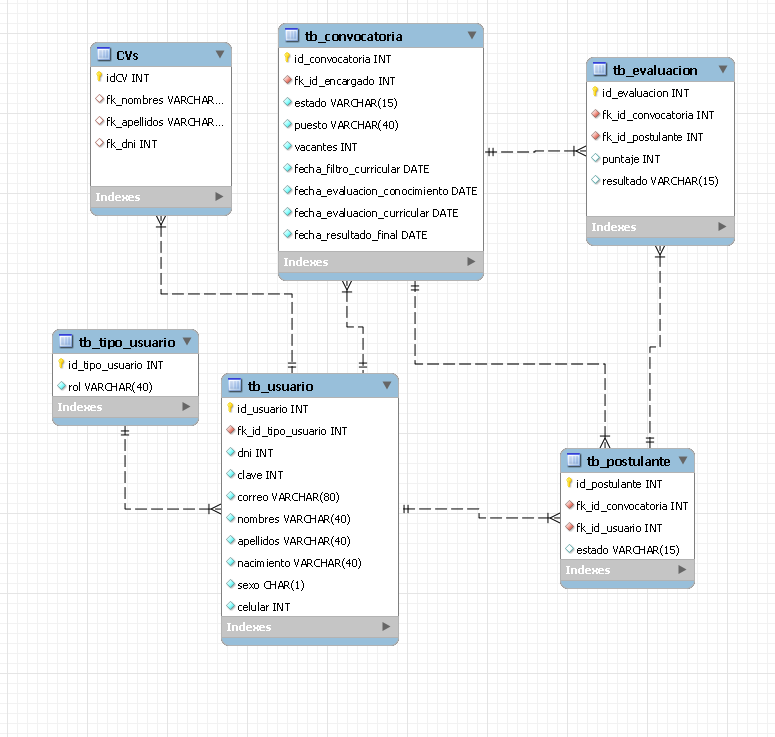 CVs
idCV INT
fk_nombres VARCHAR...
fk_apellidos VARCHAR...
fk_dni INT
Indexes
tb_convocatoria
id_convocatoria INT
fk_id_encargado INT
estado VARCHAR(15)
puesto VARCHAR(40)
vacantes INT
fecha_filtro_curricular DATE
fecha_evaluacion_conocimiento DATE
fecha_evaluacion_curricular DATE
fecha_resultado_final DATE
Indexes
tb_evaluacion
id_evaluacion INT
fk_id_convocatoria INT
fk_id_postulante INT
puntaje INT
resultado VARCHAR(15)
Indexes
tb_tipo_usuario
id_tipo_usuario INT
rol VARCHAR(40)
Indexes
tb_usuario
id_usuario INT
fk_id_tipo_usuario INT
dni INT
clave INT
correo VARCHAR(80)
nombres VARCHAR(40)
apellidos VARCHAR(40)
nacimiento VARCHAR(40)
sexo CHAR(1)
celular INT
Indexes
tb_postulante
id_postulante INT
fk_id_convocatoria INT
fk_id_usuario INT
estado VARCHAR(15)
Indexes